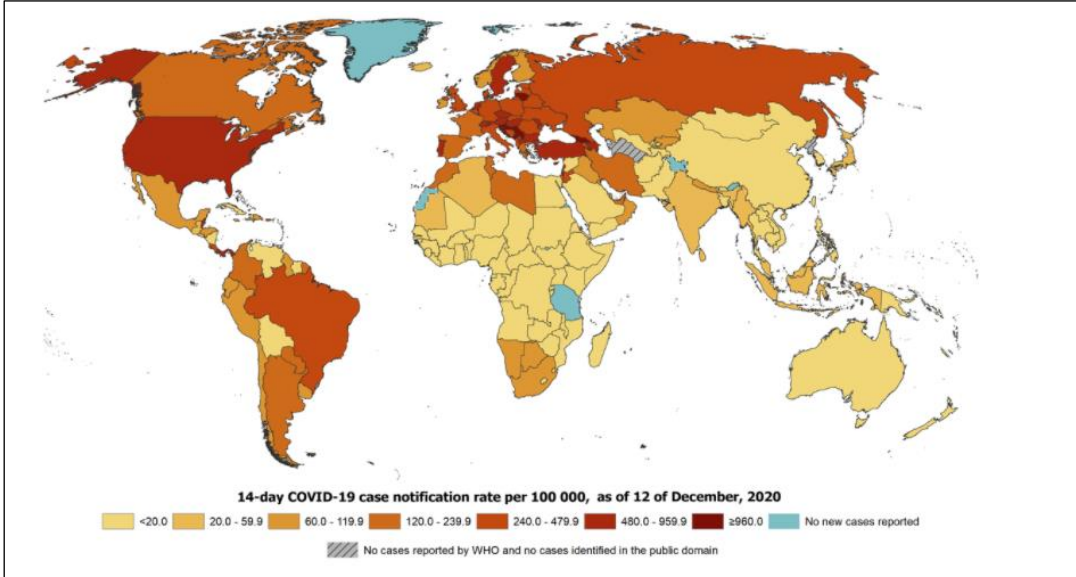 14-day COVID-19 case notification rate per 100 000, as of 12 of December, 2020
<20.0 20.0 - 59.9 60.0 - 119.9 120.0 - 239.9 240.0 - 479.9 480.0 - 959.9 ≥960.0 No new cases reported
No cases reported by WHO and no cases identified in the public domain